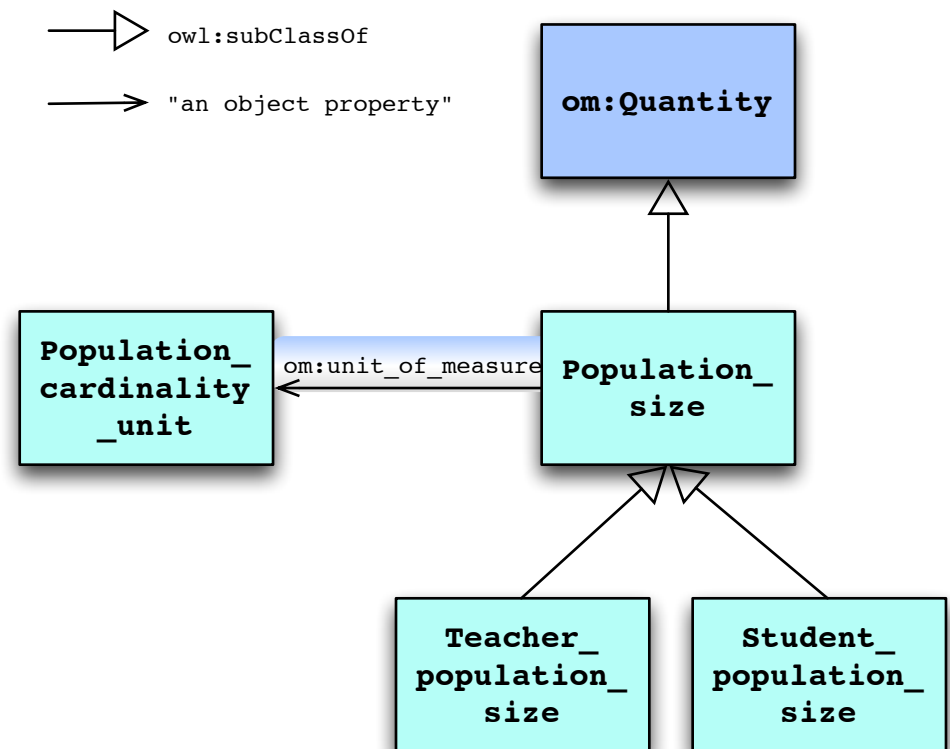 owl:subClassOf
"an object property"
om:Quantity
Population_
cardinality
_unit
om:unit_of_measure
Population_
size
Teacher_
population_
size
Student_
population_
size